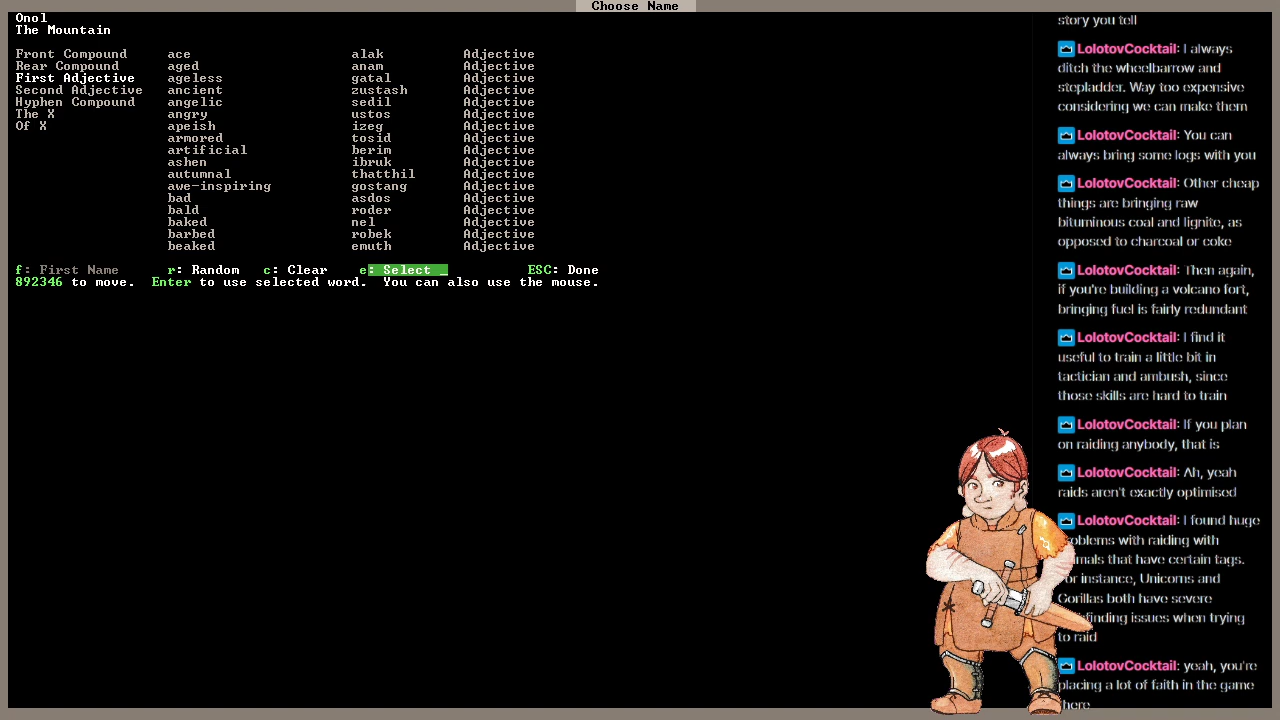 Choose Name
Onol
The Mountain
Front Compound ace alak Adjective
Rear Compound aged anam Adjective
First Adjective ageless gatal Adjective
Second Adjective ancient zustash Adjective
Hyphen Compound angelic sedil Adjective
The X angry ustos Adjective
Of X apeish izeg Adjective
armored tosid Adjective
artificial berim Adjective
ashen ibruk Adjective
autumnal thatthil Adjective
awe-inspiring göstang Adjective
bad asdos Adjective
bald roder Adjective
baked nel Adjective
barbed robek Adjective
beaked emuth Adjective
f: First Name r: Random c: Clear e: Select _ ESC: Done
892346 to move. Enter to use selected word. You can also use the mouse.
story you tell
LolotovCocktail: I always
ditch the wheelbarrow and
stepladder. Way too expensive
considering we can make them
LolotovCocktail: You can
always bring some logs with you
LolotovCocktail: Other cheap
things are bringing raw
bituminous coal and lignite, as
opposed to charcoal or coke
LolotovCocktail: Then again,
if you're building a volcano fort,
bringing fuel is fairly redundant
LolotovCocktail: I find it
useful to train a little bit in
tactician and ambush, since
those skills are hard to train
LolotovCocktail: If you plan
on raiding anybody, that is
LolotovCocktail: Ah, yeah
raids aren't exactly optimised
LolotovCocktail: I found huge
problems with raiding with
animals that have certain tags.
For instance, Unicorns and
Gorillas both have severe
pathfinding issues when trying
to raid
LolotovCocktail: yeah, you're
placing a lot of faith in the game
there